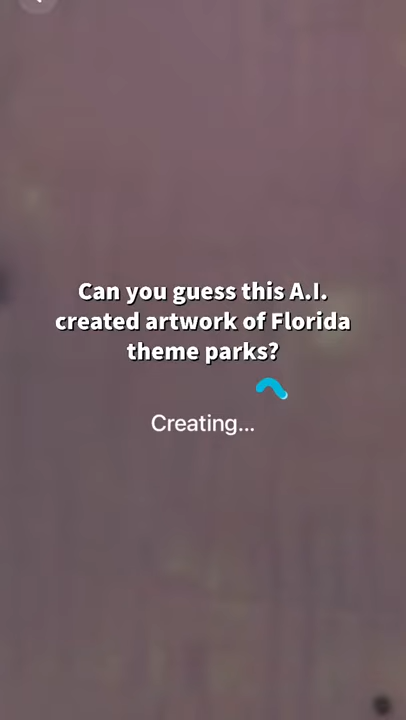 Can you guess this A.I.
created artwork of Florida
theme parks?
Creating...